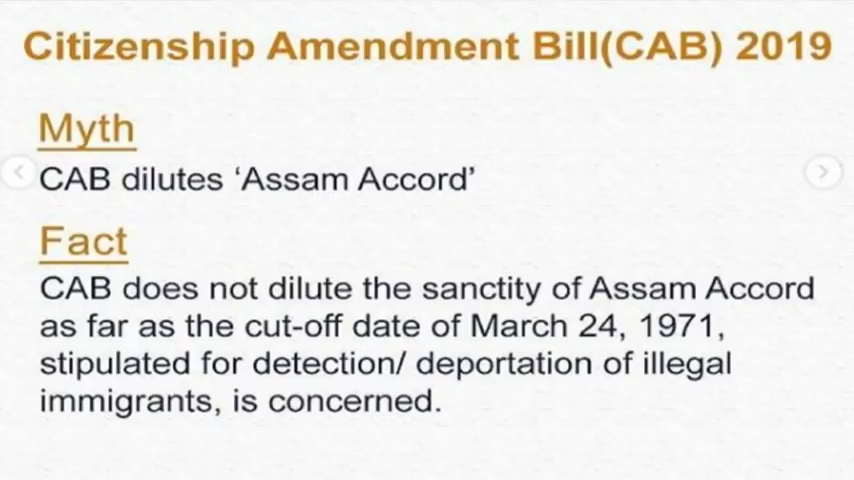 Citizenship Amendment Bill(CAB) 2019
Myth
CAB dilutes ‘Assam Accord’
Fact
CAB does not dilute the sanctity of Assam Accord
as far as the cut-off date of March 24, 1971,
stipulated for detection/ deportation of illegal
immigrants, is concerned.